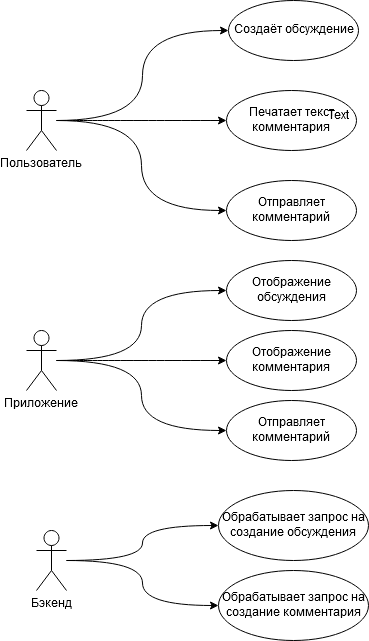 Создаёт обсуждение
Печатает текст
Text
комментария
Пользователь
Отправляет
комментарий
Отображение
обсуждения
Отображение
комментария
Приложение
Отправляет
комментарий
Обрабатывает запрос на
создание обсуждения
Бэкенд
Обрабатывает запрос на
создание комментария